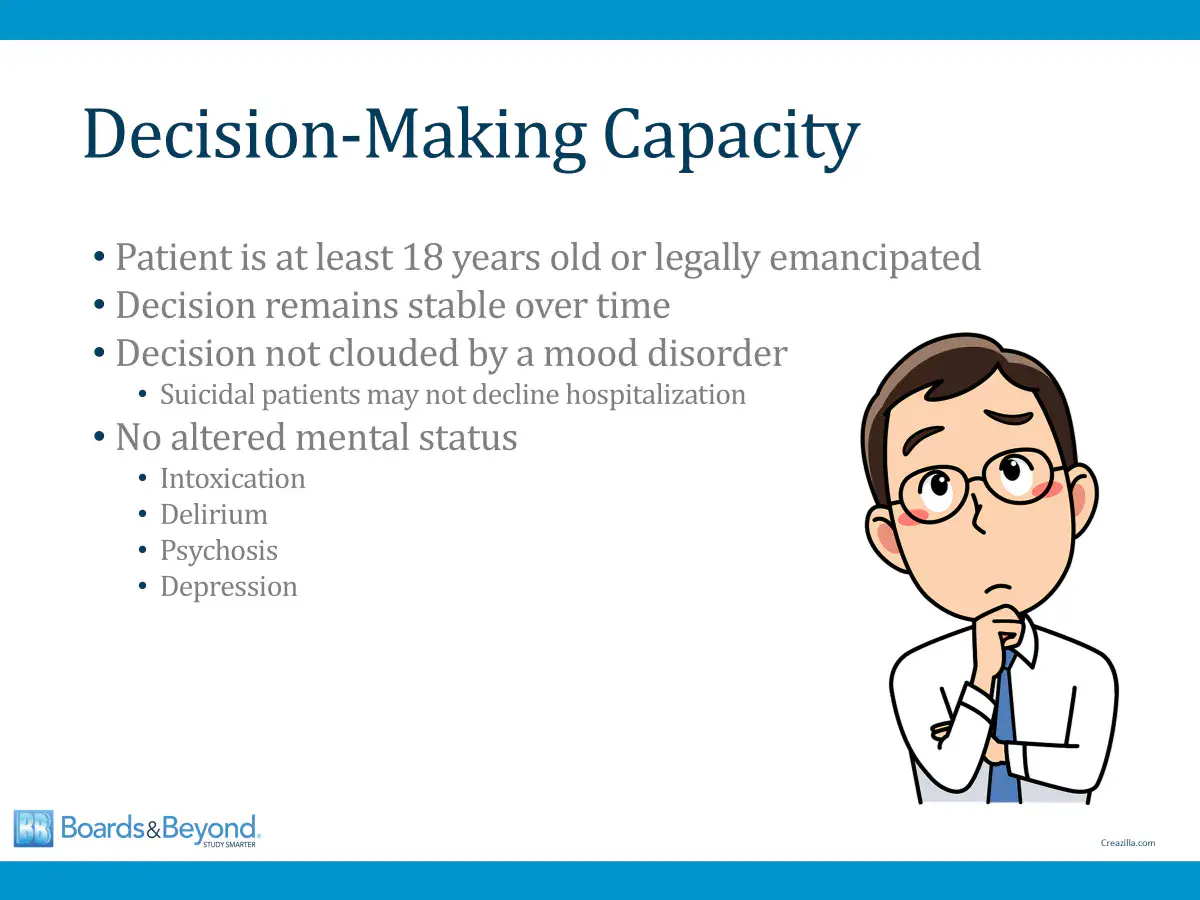 Decision-Making Capacity
• Patient is at least 18 years old or legally emancipated
• Decision remains stable over time
• Decision not clouded by a mood disorder
• Suicidal patients may not decline hospitalization
• No altered mental status
• Intoxication
• Delirium
• Psychosis
• Depression
BB Boards&Beyond.
STUDY SMARTER
Creazilla.com